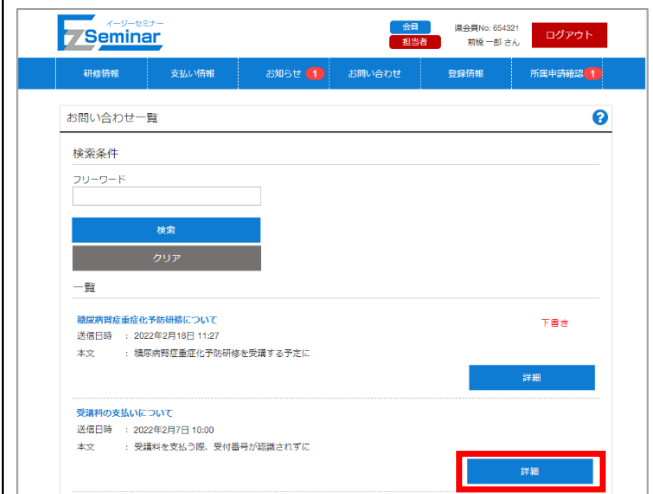 イージーセミナー
EZSeminar
会員
担当者
県会員No: 654321
前橋 一郎 さん
ログアウト
研修情報
支払い情報
お知らせ 1
お問い合わせ
登録情報
所属申請確認 1
お問い合わせ一覧
?
検索条件
フリーワード
検索
クリア
一覧
糖尿病腎症重症化予防研修について
下書き
送信日時 : 2022年2月18日 11:27
本文 : 糖尿病腎症重症化予防研修を受講する予定に
詳細
受講料の支払いについて
送信日時 : 2022年2月7日 10:00
本文 : 受講料を支払う際、受付番号が認識されずに
詳細